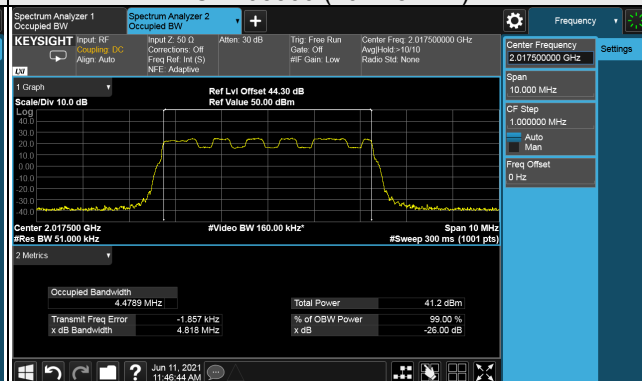 Spectrum Analyzer 1
Occupied BW
Spectrum Analyzer 2
Occupied BW
Frequency
KEYSIGHT
LXI
Input: RF
Coupling: DC
Align: Auto
Input Z: 50 Ω
Corrections: Off
Freq Ref: Int (S)
NFE: Adaptive
Atten: 30 dB
Trig: Free Run
Gate: Off
#IF Gain: Low
Center Freq: 2.017500000 GHz
Avg|Hold:>10/10
Radio Std: None
Center Frequency
2.017500000 GHz
Settings
Span
10.000 MHz
CF Step
1.000000 MHz
Auto
Man
Freq Offset
0 Hz
1 Graph
Scale/Div 10.0 dB
Ref Lvl Offset 44.30 dB
Ref Value 50.00 dBm
Log
40.0
30.0
20.0
10.0
0.00
-10.0
-20.0
-30.0
-40.0
Center 2.017500 GHz
#Res BW 51.000 kHz
#Video BW 160.00 kHz*
Span 10 MHz
#Sweep 300 ms (1001 pts)
2 Metrics
Occupied Bandwidth
4.4789 MHz
Total Power
41.2 dBm
Transmit Freq Error
-1.857 kHz
% of OBW Power
99.00 %
x dB Bandwidth
4.818 MHz
x dB
-26.00 dB
?
Jun 11, 2021
11:46:44 AM